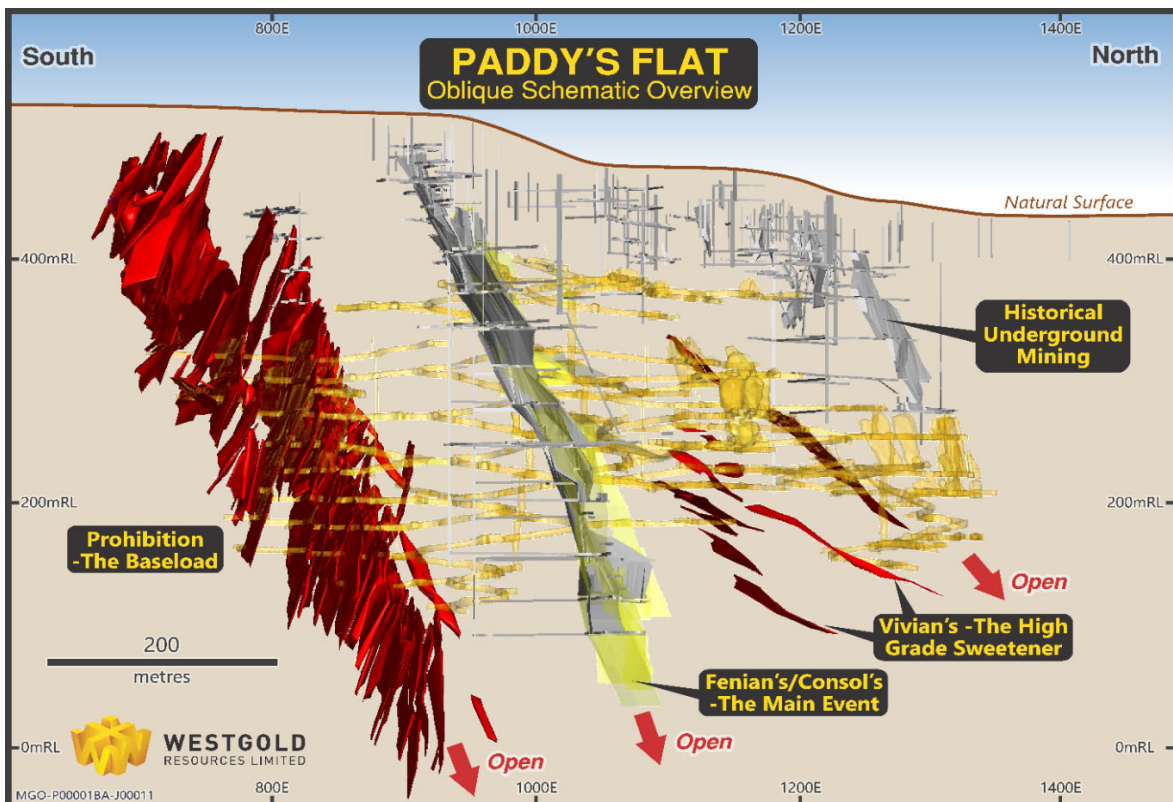 800E
1000E
1200E
1400E
South
North
PADDY'S FLAT
Oblique Schematic Overview
Natural Surface
400mRL
400mRL
Historical
Underground
Mining
200mRL
200mRL
Prohibition
-The Baseload
Open
Vivian's -The High
Grade Sweetener
200
metres
Fenian's/Consol's
-The Main Event
WESTGOLD
RESOURCES LIMITED
0mRL
Open
Open
0mRL
MGO-P00001BA-J00011
800E
1000E
1200E
1400E